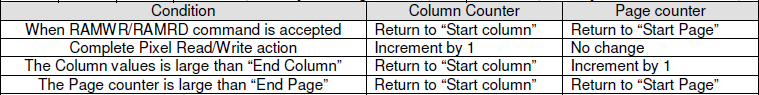 Condition Column Counter Page counter
When RAMWR/RAMRD command is accepted Return to “Start column” Return to “Start Page”
Complete Pixel Read/Write action Increment by 1 No change
The Column values is large than “End Column” Return to “Start column” Increment by 1
The Page counter is large than “End Page” Return to “Start column” Return to “Start Page”